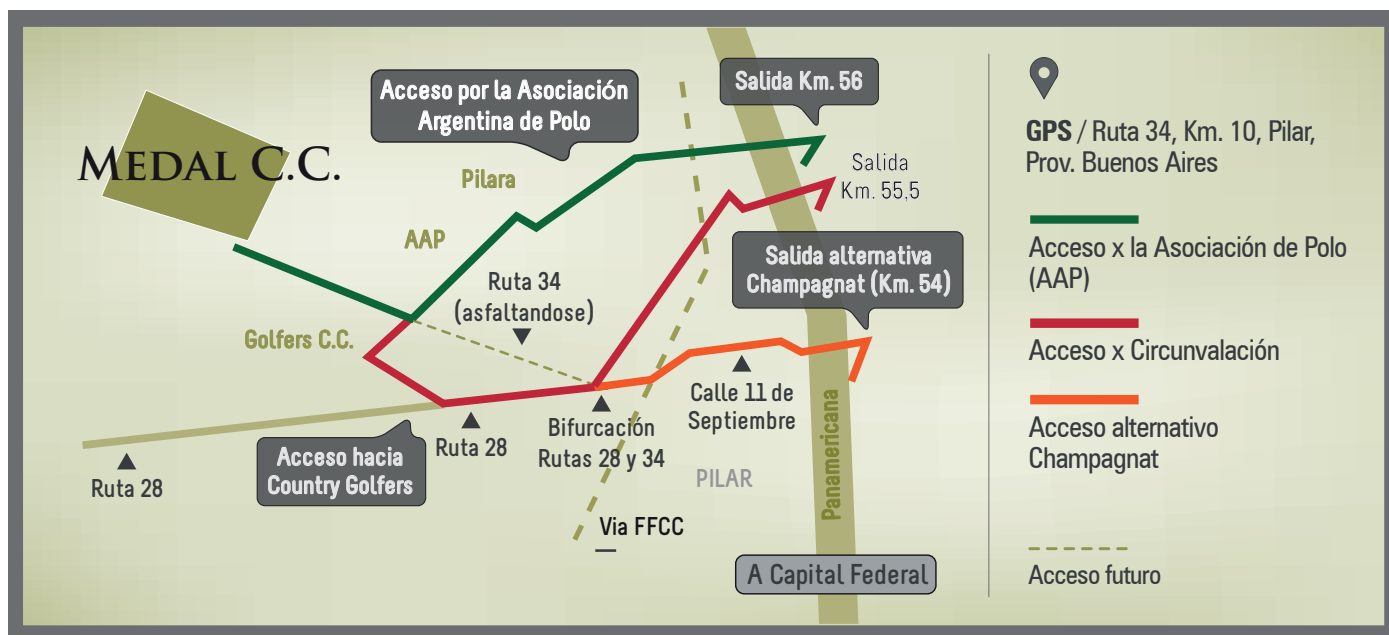 MEDAL C.C.
Acceso por la Asociación
Argentina de Polo
Salida Km. 56
Salida
Km. 55,5
Pilara
AAP
Salida alternativa
Champagnat (Km. 54)
Ruta 34
(asfaltandose)
Golfers C.C.
Calle 11 de
Septiembre
Bifurcación
Rutas 28 y 34
Ruta 28
Acceso hacia
Country Golfers
Ruta 28
PILAR
Panamericana
Via FFCC
A Capital Federal
GPS / Ruta 34, Km. 10, Pilar,
Prov. Buenos Aires
Acceso x la Asociación de Polo
(AAP)
Acceso x Circunvalación
Acceso alternativo
Champagnat
Acceso futuro